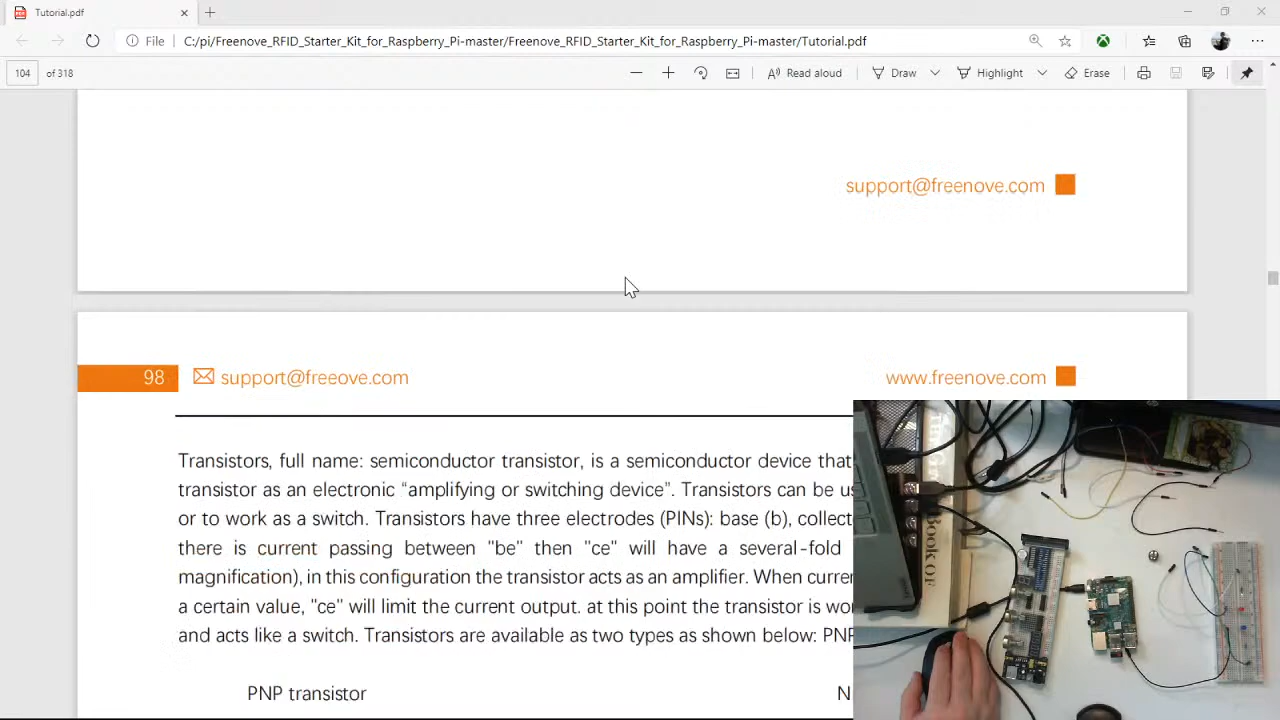 Tutorial.pdf
File C:/pi/Freenove_RFID_Starter_Kit_for_Raspberry_Pi-master/Freenove_RFID_Starter_Kit_for_Raspberry_Pi-master/Tutorial.pdf
104 of 318 Read aloud Draw Highlight Erase
support@freenove.com
98 support@freeove.com www.freenove.com
Transistors, full name: semiconductor transistor, is a semiconductor device that
transistor as an electronic “amplifying or switching device”. Transistors can be us
or to work as a switch. Transistors have three electrodes (PINs): base (b), collect
there is current passing between "be" then "ce" will have a several-fold
magnification), in this configuration the transistor acts as an amplifier. When curre
a certain value, "ce" will limit the current output. at this point the transistor is wo
and acts like a switch. Transistors are available as two types as shown below: PNP
PNP transistor N
Book OF